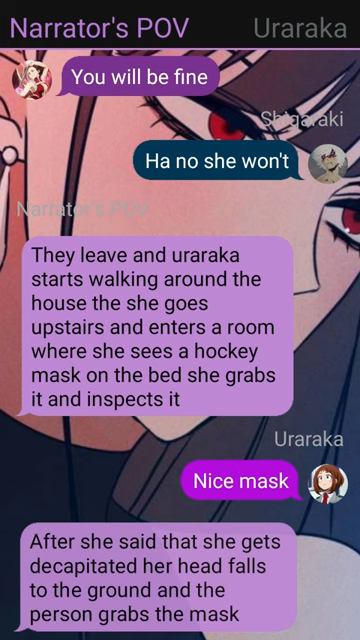 Narrator's POV
Uraraka
You will be fine
Shigaraki
Ha no she won't
Narrator's POV
They leave and uraraka
starts walking around the
house the she goes
upstairs and enters a room
where she sees a hockey
mask on the bed she grabs
it and inspects it
Uraraka
Nice mask
After she said that she gets
decapitated her head falls
to the ground and the
person grabs the mask